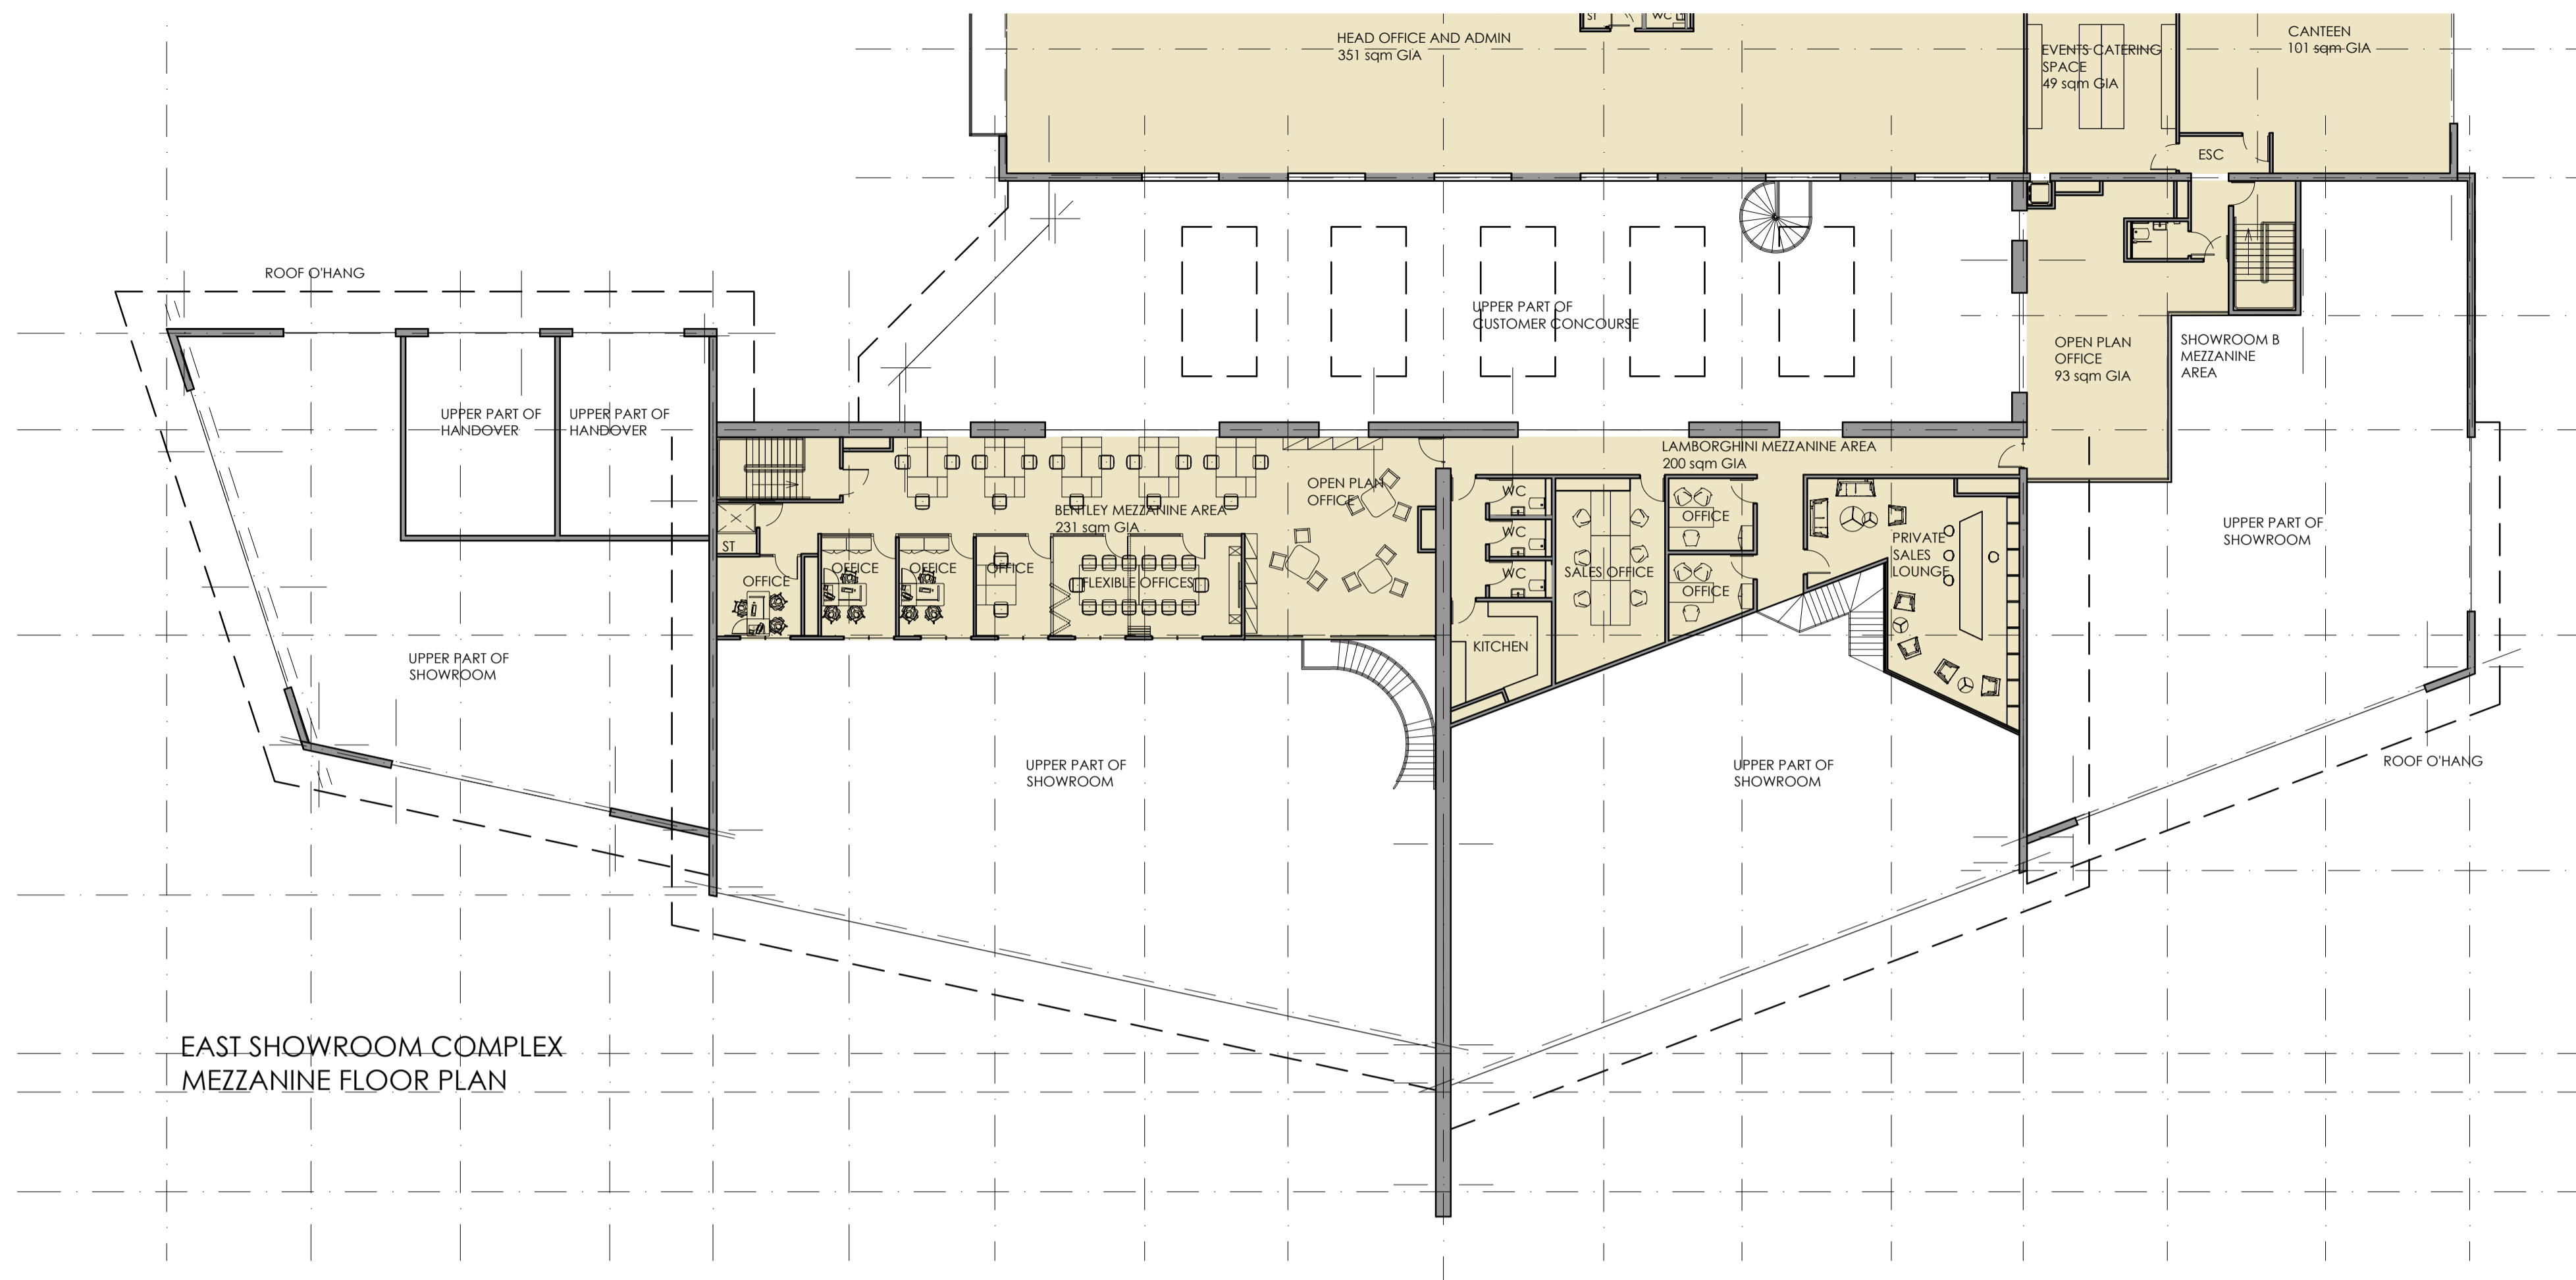 ST
WC
HEAD OFFICE AND ADMIN
351 sqm GIA
EVENTS CATERING
SPACE
49 sqm GIA
CANTEEN
101 sqm GIA
ESC
ROOF O'HANG
UPPER PART OF
CUSTOMER CONCOURSE
OPEN PLAN
OFFICE
93 sqm GIA
SHOWROOM B
MEZZANINE
AREA
UPPER PART OF
HANDOVER
UPPER PART OF
HANDOVER
LAMBORGHINI MEZZANINE AREA
200 sqm GIA
OPEN PLAN
OFFICE
BENTLEY MEZZANINE AREA
231 sqm GIA
ST
OFFICE
OFFICE
OFFICE
OFFICE
FLEXIBLE OFFICES
WC
WC
WC
SALES OFFICE
OFFICE
OFFICE
PRIVATE
SALES
LOUNGE
UPPER PART OF
SHOWROOM
KITCHEN
UPPER PART OF
SHOWROOM
UPPER PART OF
SHOWROOM
UPPER PART OF
SHOWROOM
ROOF O'HANG
EAST SHOWROOM COMPLEX
MEZZANINE FLOOR PLAN